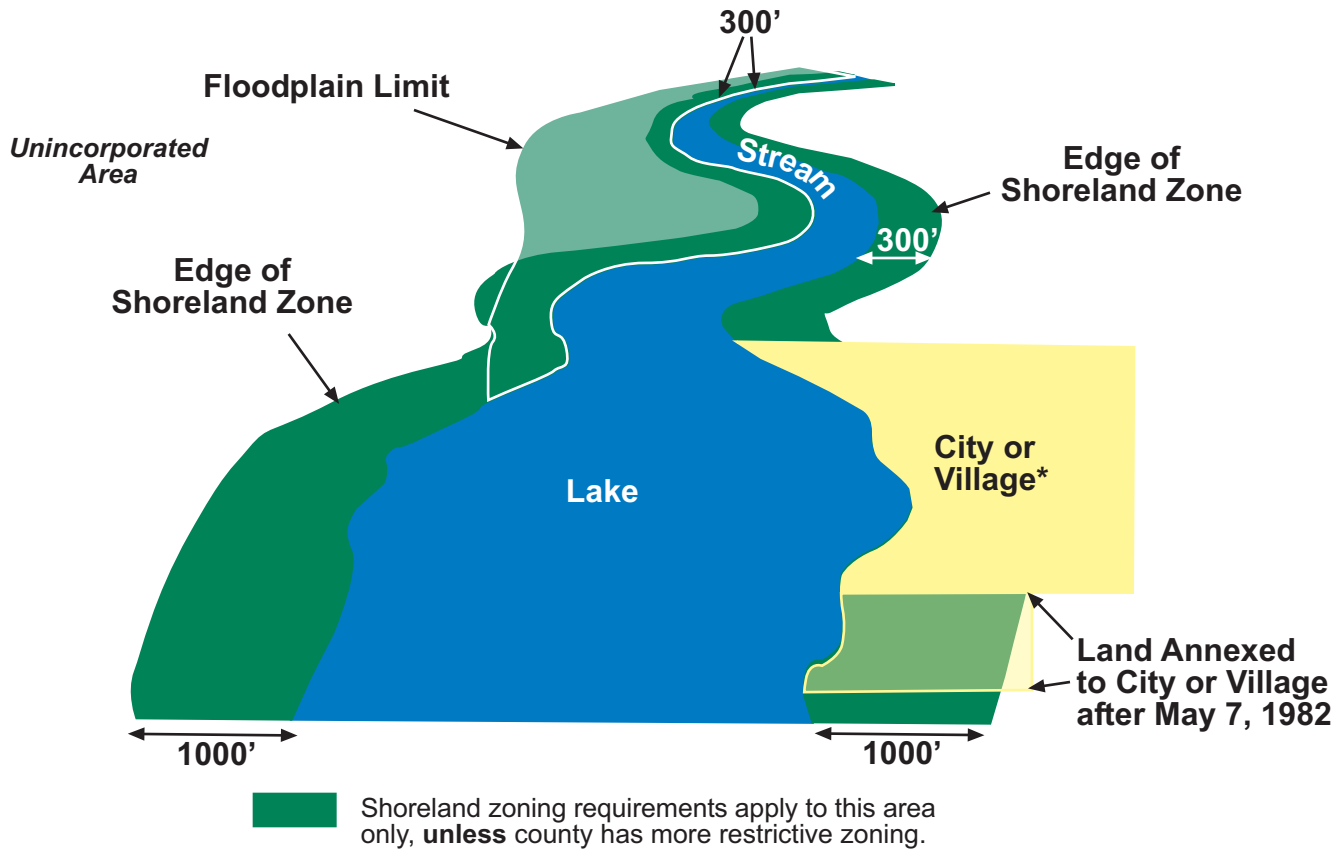 300’
Floodplain Limit
Unincorporated
Area
Stream
Edge of
Shoreland Zone
300’
Edge of
Shoreland Zone
City or
Village*
Lake
Land Annexed
to City or Village
after May 7, 1982
1000’
1000’
Shoreland zoning requirements apply to this area
only, unless county has more restrictive zoning.